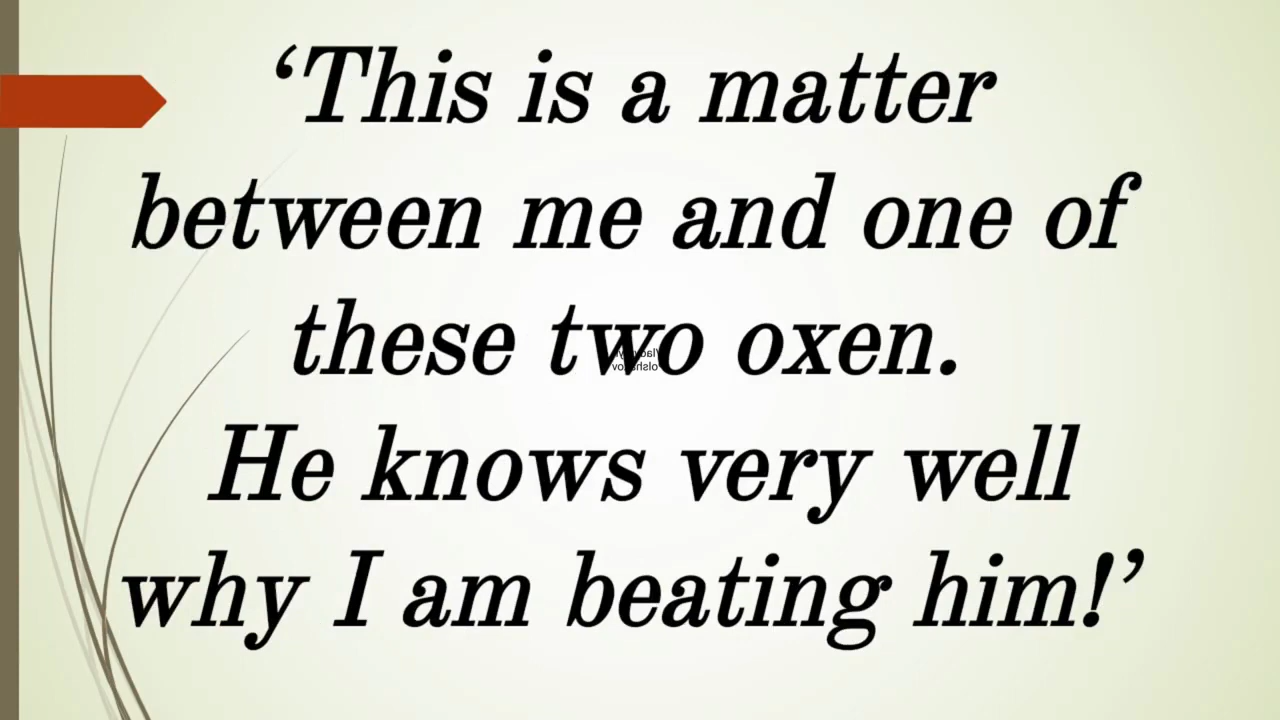 ‘This is a matter
between me and one of
these two oxen.
He knows very well
why I am beating him!’